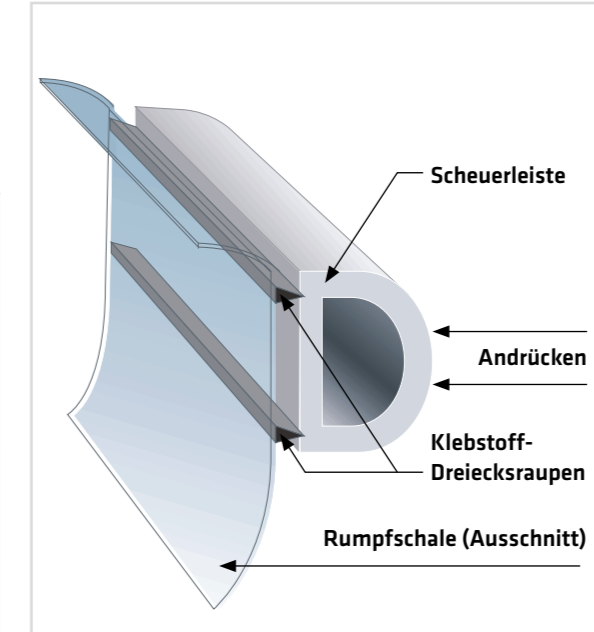 Scheuerleiste
Andrücken
Klebstoff-
Dreiecksraupen
Rumpfschale (Ausschnitt)